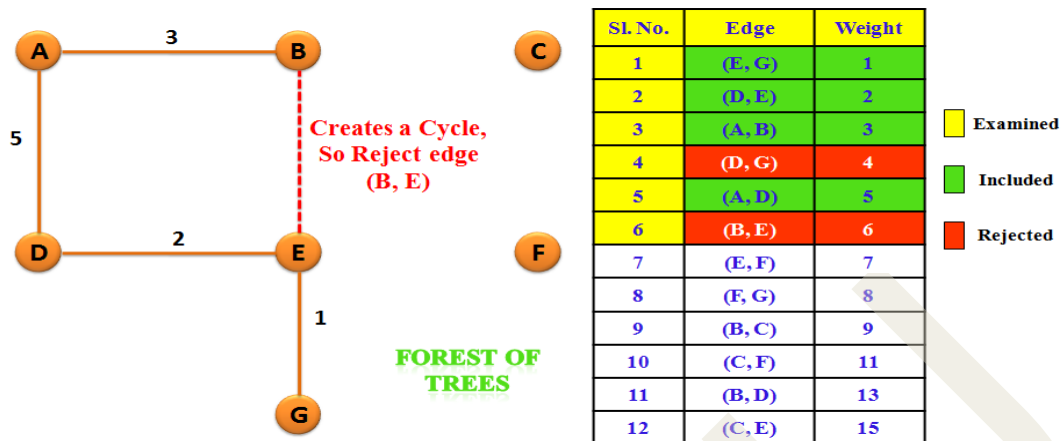 A 3 B C
5
Creates a Cycle,
So Reject edge
(B, E)
D 2 E F
1
FOREST OF
TREES
G
Sl. No. Edge Weight
1 (E, G) 1
2 (D, E) 2
3 (A, B) 3
4 (D, G) 4
5 (A, D) 5
6 (B, E) 6
7 (E, F) 7
8 (F, G) 8
9 (B, C) 9
10 (C, F) 11
11 (B, D) 13
12 (C, E) 15
Examined
Included
Rejected